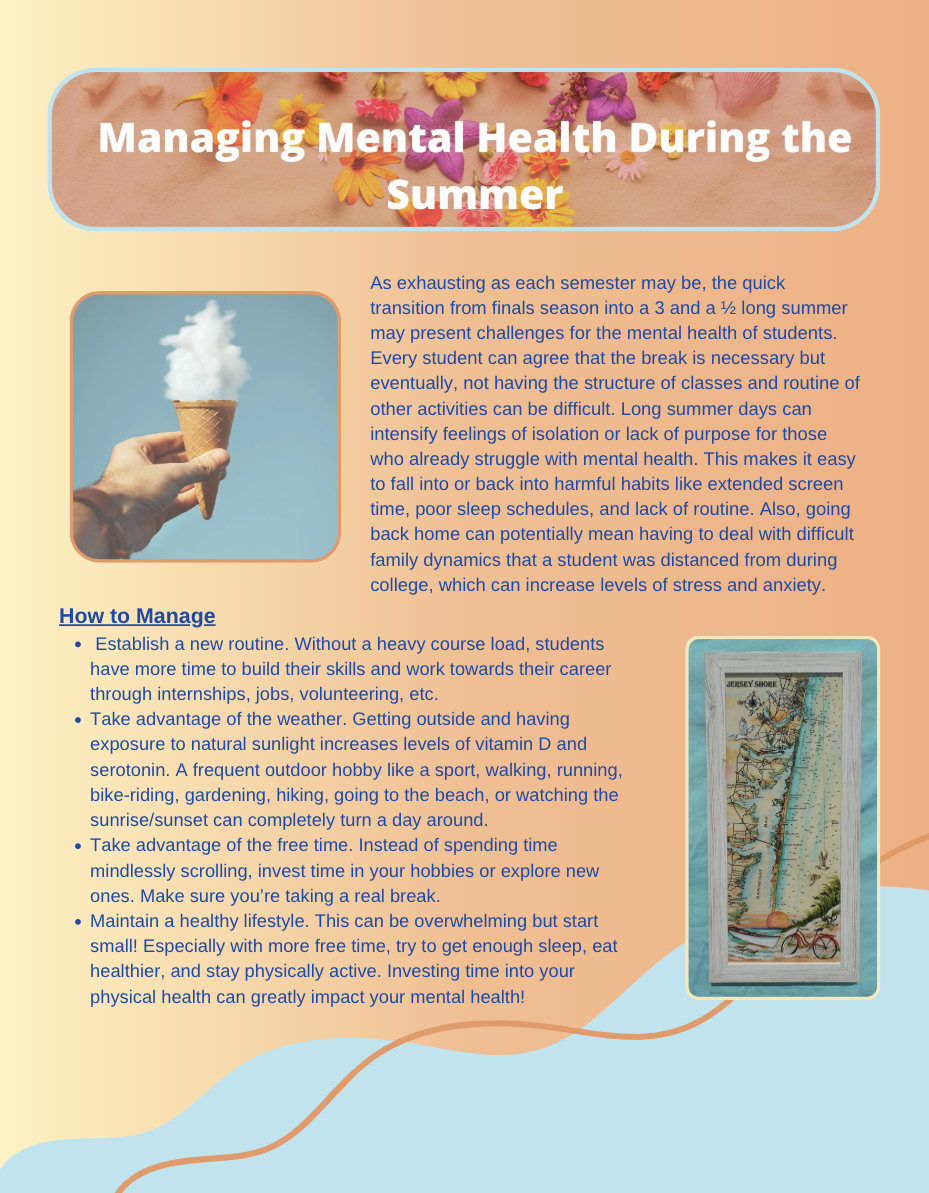 Managing Mental Health During the
Summer
As exhausting as each semester may be, the quick
transition from finals season into a 3 and a ½ long summer
may present challenges for the mental health of students.
Every student can agree that the break is necessary but
eventually, not having the structure of classes and routine of
other activities can be difficult. Long summer days can
intensify feelings of isolation or lack of purpose for those
who already struggle with mental health. This makes it easy
to fall into or back into harmful habits like extended screen
time, poor sleep schedules, and lack of routine. Also, going
back home can potentially mean having to deal with difficult
family dynamics that a student was distanced from during
college, which can increase levels of stress and anxiety.
How to Manage
• Establish a new routine. Without a heavy course load, students
have more time to build their skills and work towards their career
through internships, jobs, volunteering, etc.
• Take advantage of the weather. Getting outside and having
exposure to natural sunlight increases levels of vitamin D and
serotonin. A frequent outdoor hobby like a sport, walking, running,
bike-riding, gardening, hiking, going to the beach, or watching the
sunrise/sunset can completely turn a day around.
• Take advantage of the free time. Instead of spending time
mindlessly scrolling, invest time in your hobbies or explore new
ones. Make sure you’re taking a real break.
• Maintain a healthy lifestyle. This can be overwhelming but start
small! Especially with more free time, try to get enough sleep, eat
healthier, and stay physically active. Investing time into your
physical health can greatly impact your mental health!
JERSEY SHORE
BARNEGAT BAY